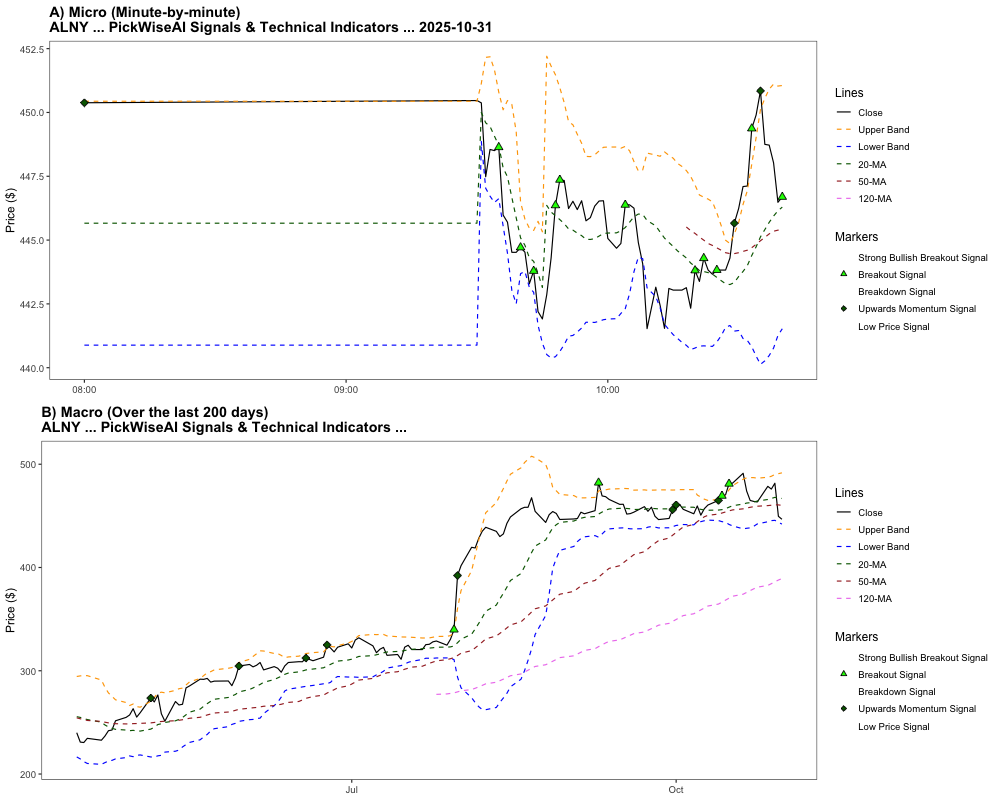 A) Micro (Minute-by-minute)
ALNY ... PickWiseAI Signals & Technical Indicators ... 2025-10-31
452.5
450.0
447.5
445.0
442.5
440.0
Price ($)
08:00
09:00
10:00
Lines
Close
Upper Band
Lower Band
20-MA
50-MA
120-MA
Markers
Strong Bullish Breakout Signal
Breakout Signal
Breakdown Signal
Upwards Momentum Signal
Low Price Signal
B) Macro (Over the last 200 days)
ALNY ... PickWiseAI Signals & Technical Indicators ...
500
400
300
200
Price ($)
Jul
Oct
Lines
Close
Upper Band
Lower Band
20-MA
50-MA
120-MA
Markers
Strong Bullish Breakout Signal
Breakout Signal
Breakdown Signal
Upwards Momentum Signal
Low Price Signal